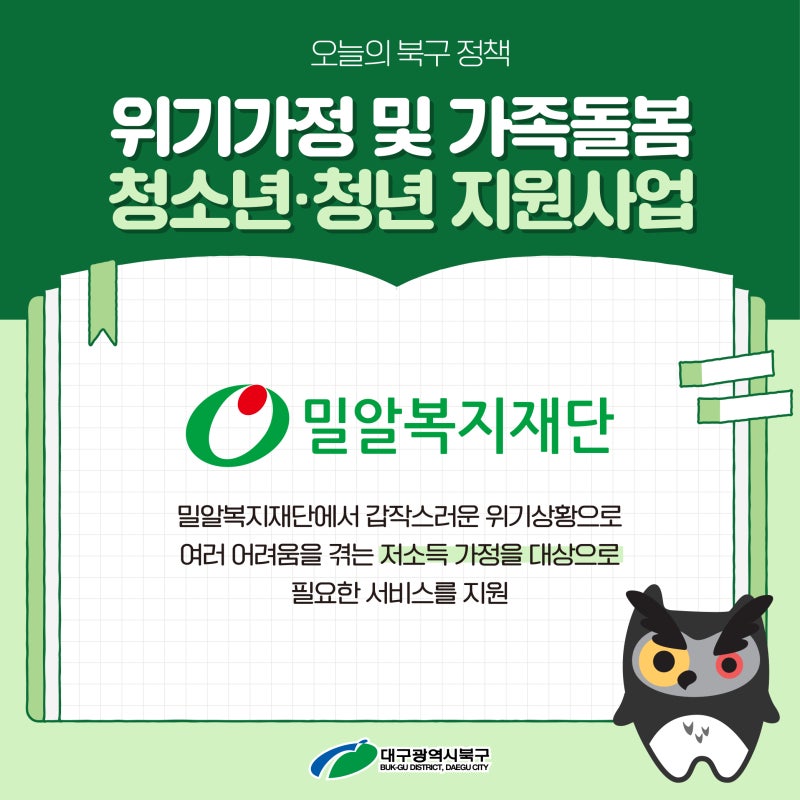 오늘의 북구 정책
위기가정 및 가족돌봄
청소년·청년 지원사업
밀알복지재단
밀알복지재단에서 갑작스러운 위기상황으로
여러 어려움을 겪는 저소득 가정을 대상으로
필요한 서비스를 지원
대구광역시북구
BUK-GU DISTRICT, DAEGU CITY